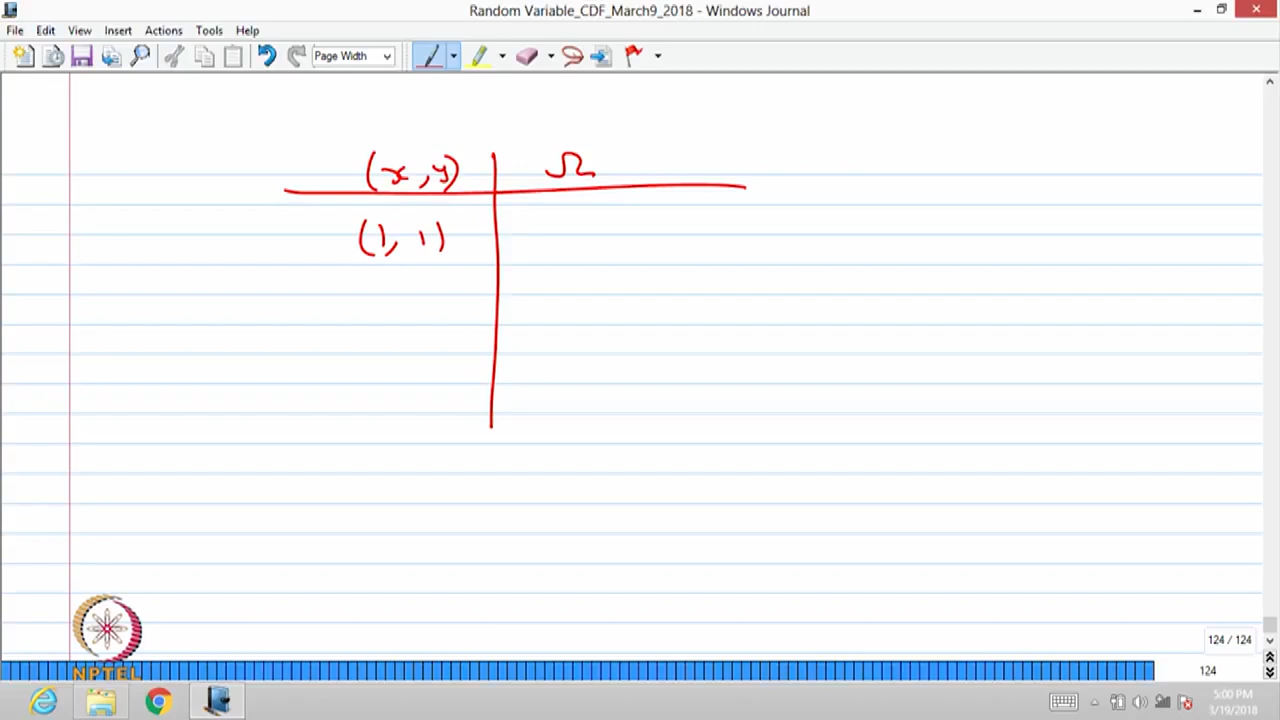 Random Variable_CDF_March9_2018 - Windows Journal
File Edit View Insert Actions Tools Help
Page Width
(x, y) Ω
(1, 1)
124 / 124
NPTEL
124
5:00 PM
3/19/2018